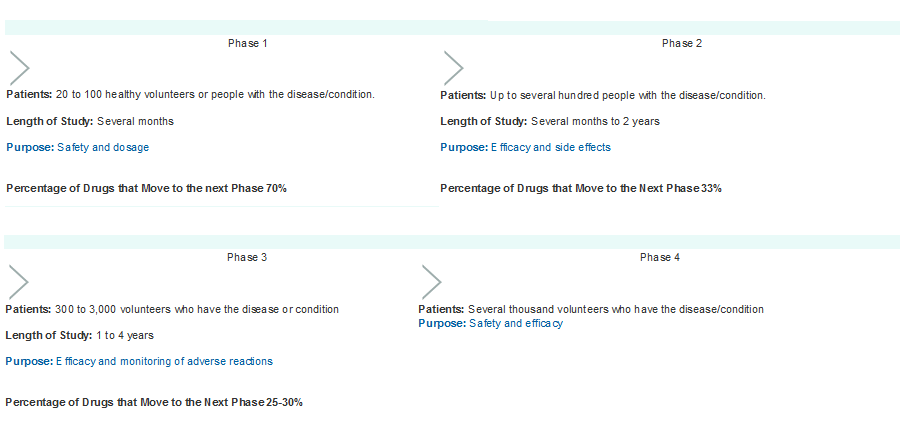 Phase 1
Patients: 20 to 100 healthy volunteers or people with the disease/condition.
Length of Study: Several months
Purpose: Safety and dosage
Percentage of Drugs that Move to the next Phase 70%
Phase 2
Patients: Up to several hundred people with the disease/condition.
Length of Study: Several months to 2 years
Purpose: Efficacy and side effects
Percentage of Drugs that Move to the Next Phase 33%
Phase 3
Patients: 300 to 3,000 volunteers who have the disease or condition
Length of Study: 1 to 4 years
Purpose: Efficacy and monitoring of adverse reactions
Percentage of Drugs that Move to the Next Phase 25-30%
Phase 4
Patients: Several thousand volunteers who have the disease/condition
Purpose: Safety and efficacy